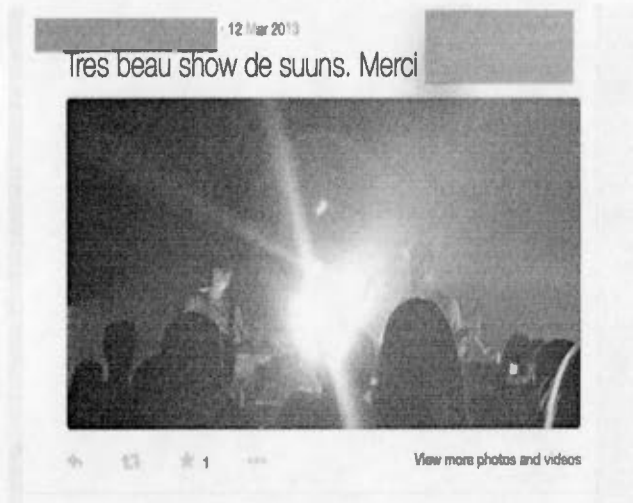 · 12 Mar 2013
Tres beau show de suuns. Merci
1
View more photos and videos